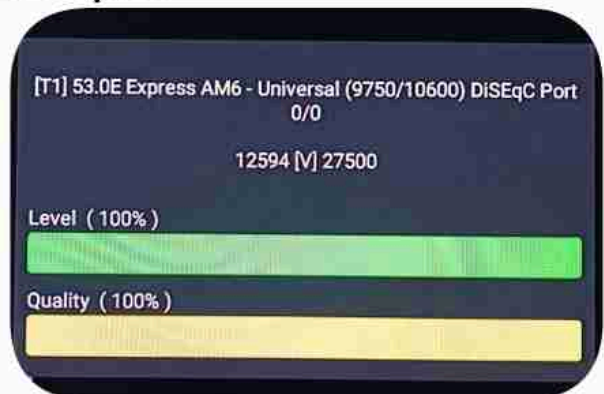 [T1] 53.0E Express AM6 - Universal (9750/10600) DiSEqC Port
0/0
12594 [V] 27500
Level ( 100% )
Quality ( 100% )